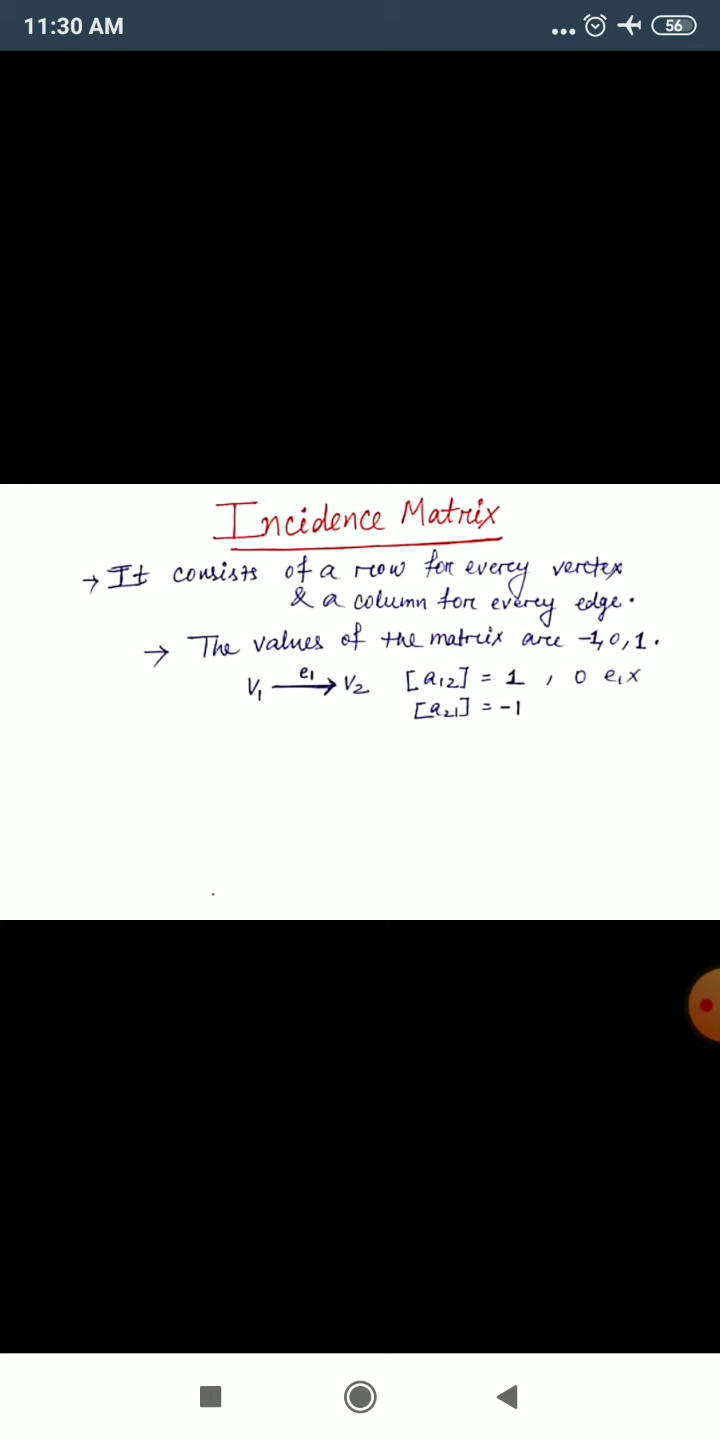 11:30 AM
56
Incidence Matrix
→ It consists of a row for every vertex
& a column for every edge.
→ The values of the matrix are -1, 0, 1.
V₁ —e₁→ V₂ [a₁₂] = 1 , 0 e₁x
[a₂₁] = -1